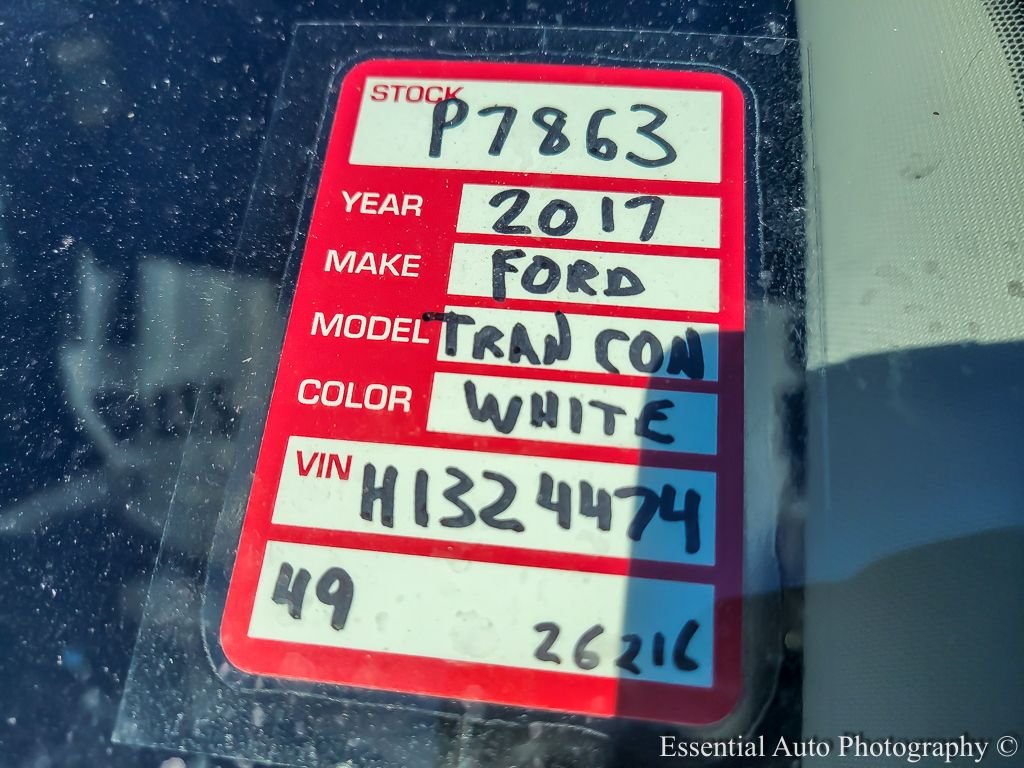 STOCK P7863
YEAR 2017
MAKE FORD
MODEL TRAN CON
COLOR WHITE
VIN H1324474
49
26216
Essential Auto Photography ©